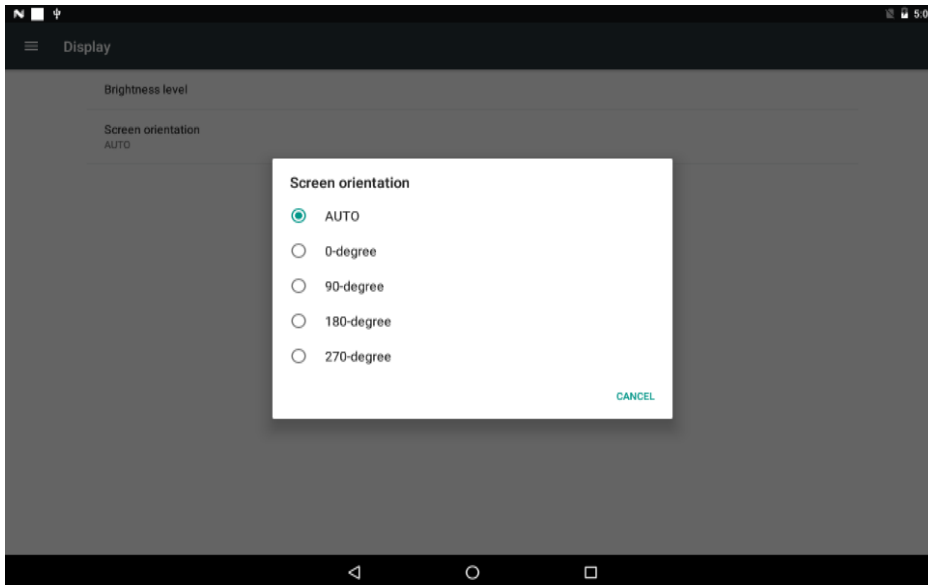 Display
Brightness level
Screen orientation
AUTO
Screen orientation
AUTO
0-degree
90-degree
180-degree
270-degree
CANCEL